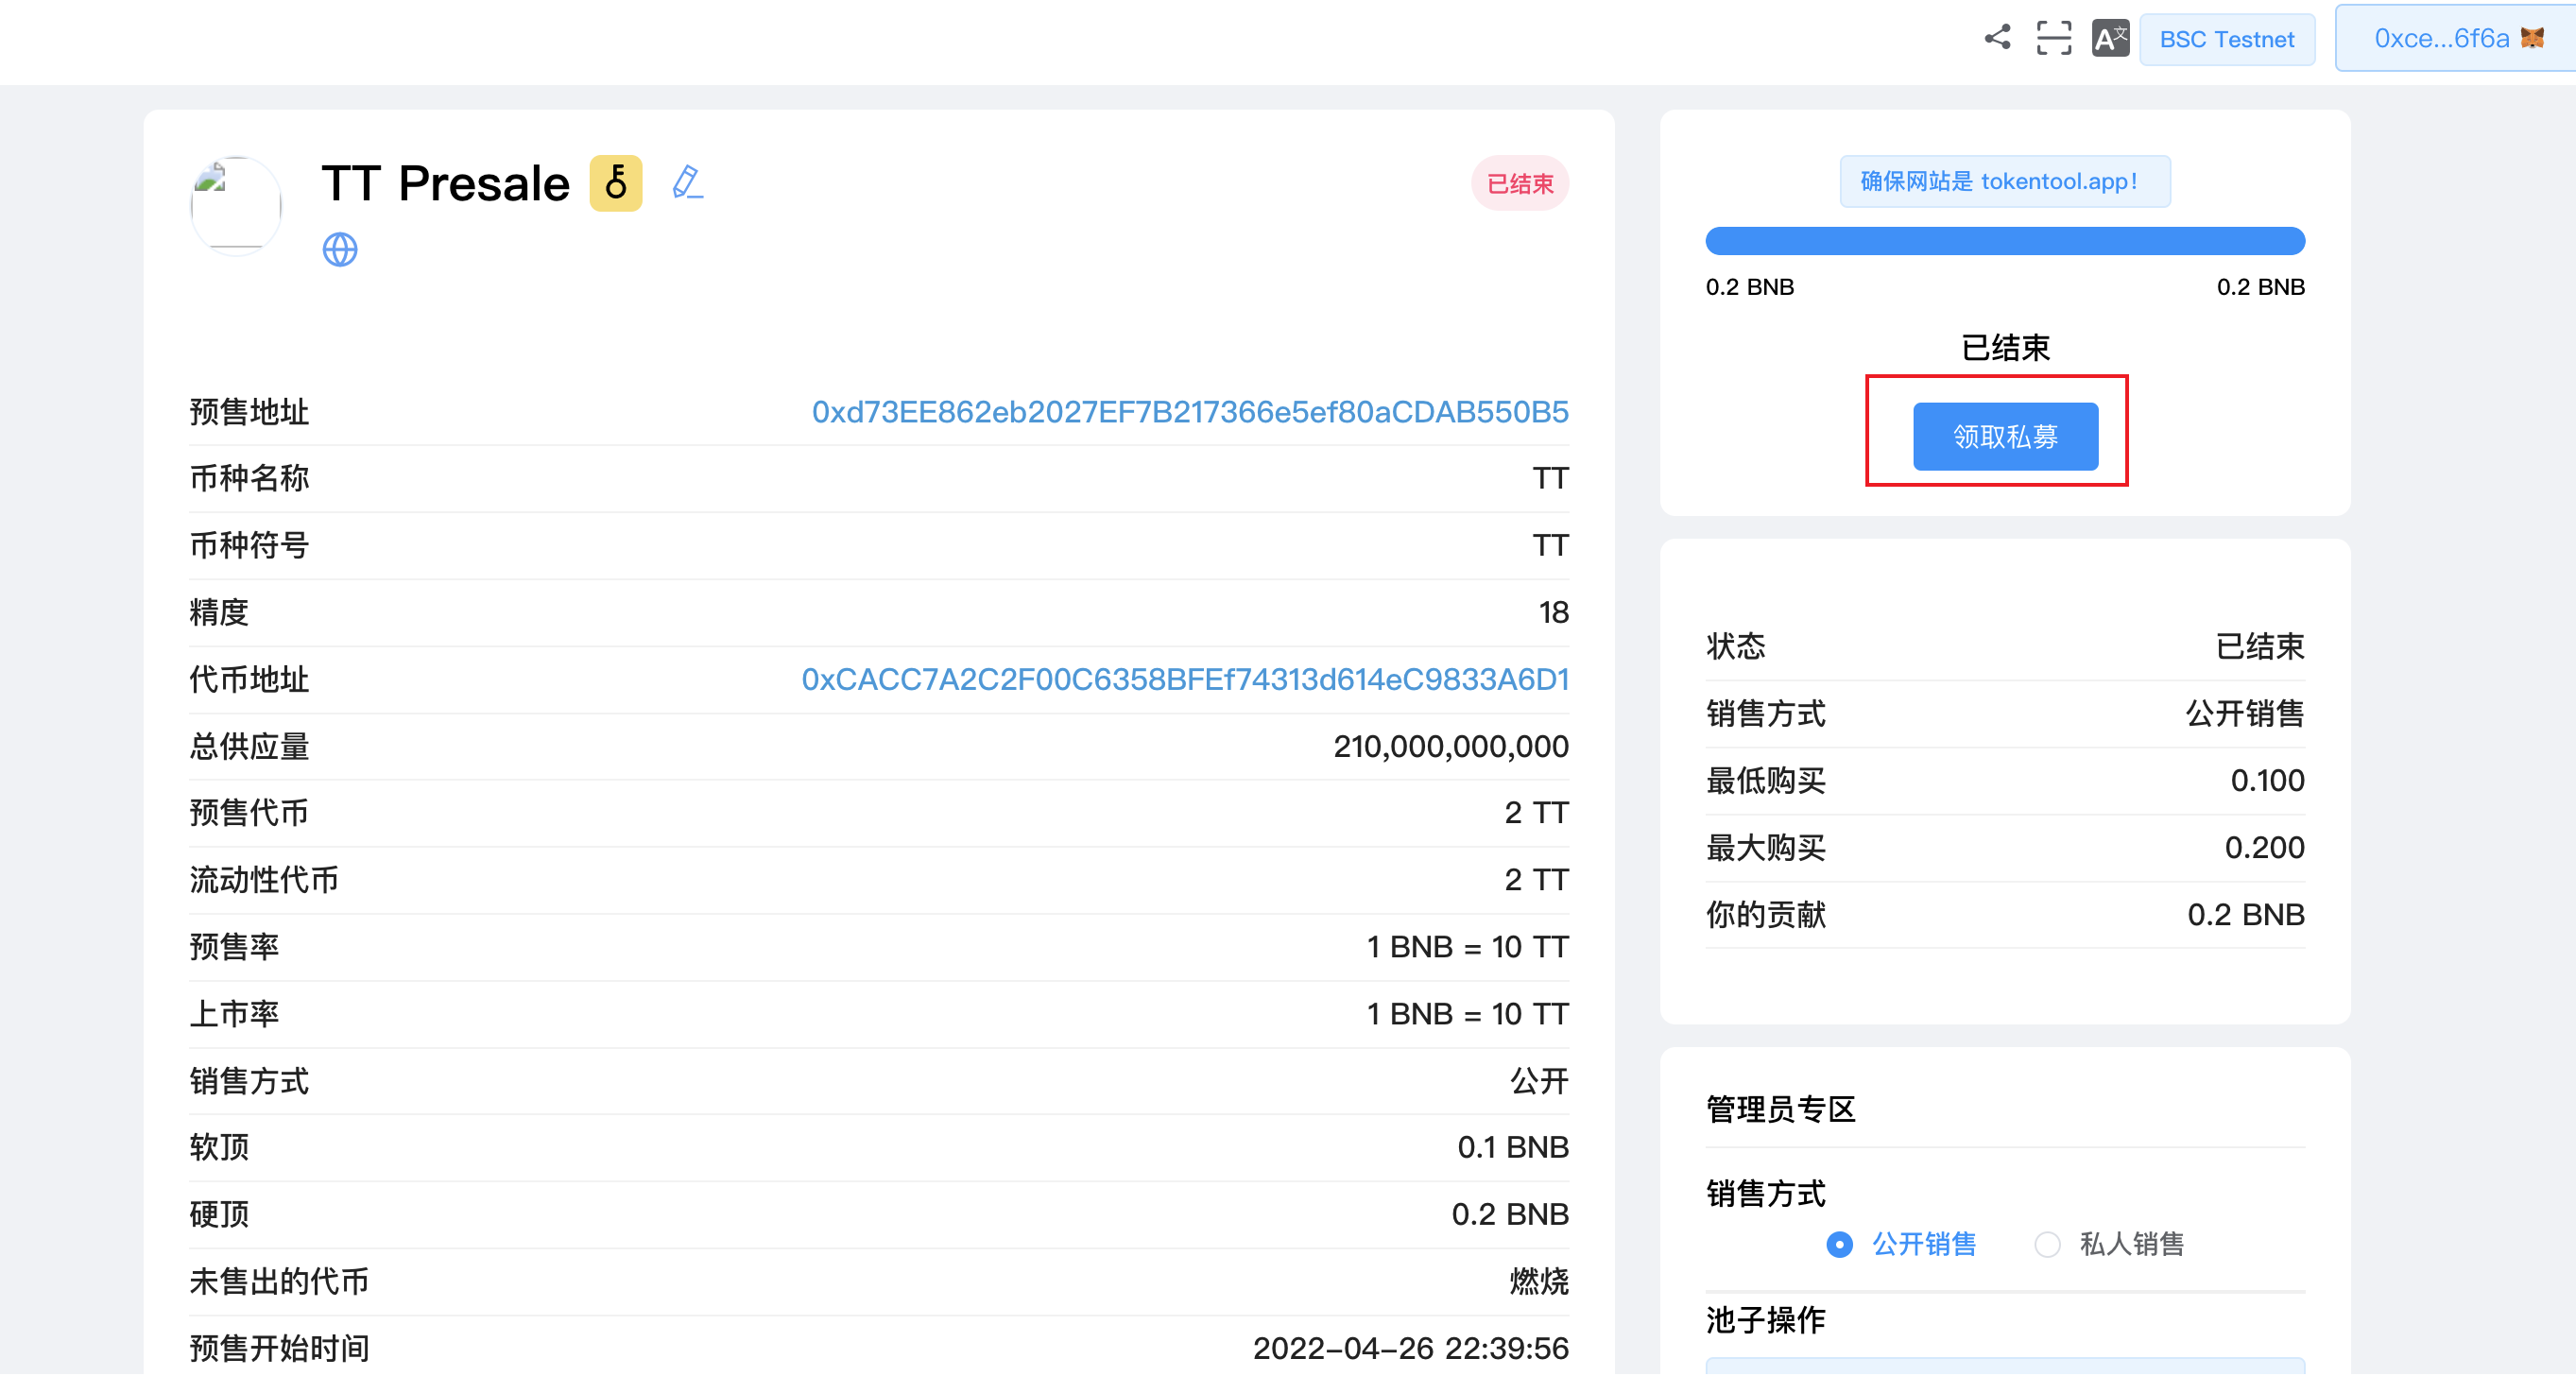 BSC Testnet
0xce...6f6a
TT Presale
已结束
预售地址 0xd73EE862eb2027EF7B217366e5ef80aCDAB550B5
币种名称 TT
币种符号 TT
精度 18
代币地址 0xCACC7A2C2F00C6358BFEf74313d614eC9833A6D1
总供应量 210,000,000,000
预售代币 2 TT
流动性代币 2 TT
预售率 1 BNB = 10 TT
上市率 1 BNB = 10 TT
销售方式 公开
软顶 0.1 BNB
硬顶 0.2 BNB
未售出的代币 燃烧
预售开始时间 2022-04-26 22:39:56
确保网站是 tokentool.app！
0.2 BNB 0.2 BNB
已结束
领取私募
状态 已结束
销售方式 公开销售
最低购买 0.100
最大购买 0.200
你的贡献 0.2 BNB
管理员专区
销售方式
公开销售 私人销售
池子操作